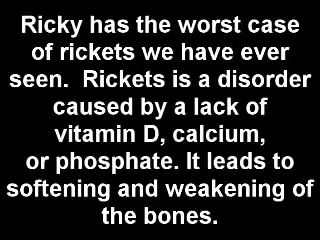 Ricky has the worst case
of rickets we have ever
seen.  Rickets is a disorder
caused by a lack of
vitamin D, calcium,
or phosphate. It leads to
softening and weakening of
the bones.